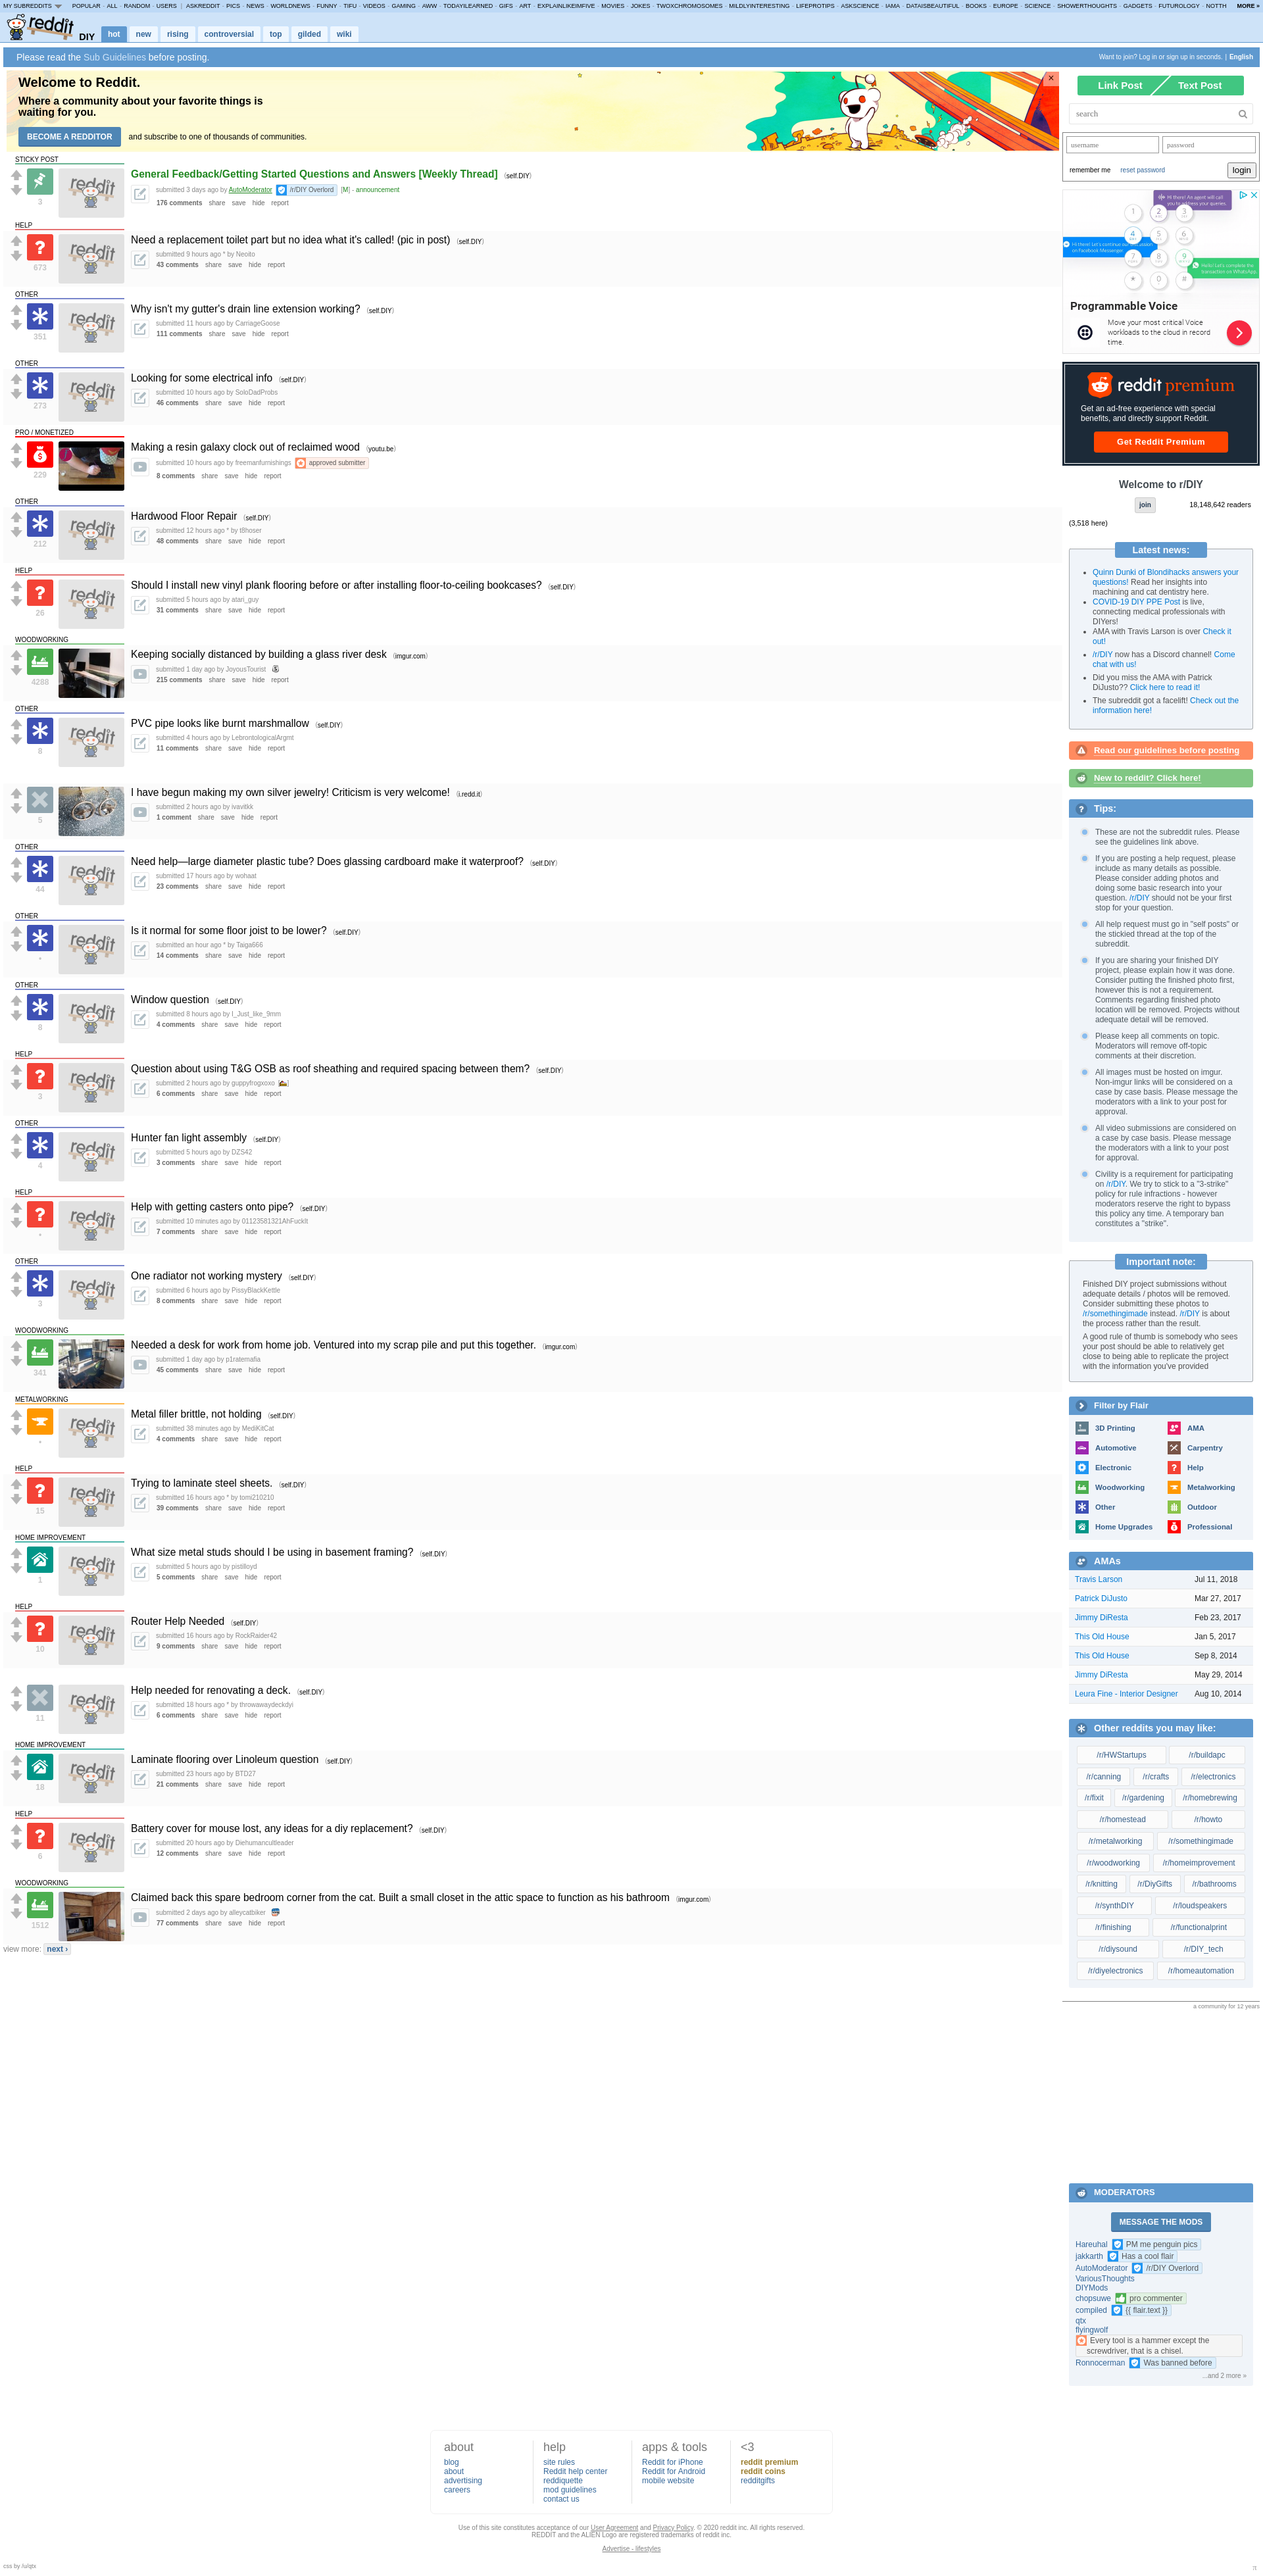 MY SUBREDDITS POPULAR - ALL - RANDOM - USERS | ASKREDDIT - PICS - NEWS - WORLDNEWS - FUNNY - TIFU - VIDEOS - GAMING - AWW - TODAYILEARNED - GIFS - ART - EXPLAINLIKEIMFIVE - MOVIES - JOKES - TWOXCHROMOSOMES - MILDLYINTERESTING - LIFEPROTIPS - ASKSCIENCE - IAMA - DATAISBEAUTIFUL - BOOKS - EUROPE - SCIENCE - SHOWERTHOUGHTS - GADGETS - FUTUROLOGY - NOTTH MORE »
reddit DIY hot new rising controversial top gilded wiki
Please read the Sub Guidelines before posting.
Want to join? Log in or sign up in seconds. | English
Welcome to Reddit.
Where a community about your favorite things is
waiting for you.
BECOME A REDDITOR and subscribe to one of thousands of communities.
STICKY POST
3
General Feedback/Getting Started Questions and Answers [Weekly Thread] (self.DIY)
submitted 3 days ago by AutoModerator /r/DIY Overlord [M] - announcement
176 comments share save hide report
HELP
673
Need a replacement toilet part but no idea what it's called! (pic in post) (self.DIY)
submitted 9 hours ago * by Neoito
43 comments share save hide report
OTHER
351
Why isn't my gutter's drain line extension working? (self.DIY)
submitted 11 hours ago by CarriageGoose
111 comments share save hide report
OTHER
273
Looking for some electrical info (self.DIY)
submitted 10 hours ago by SoloDadProbs
46 comments share save hide report
PRO / MONETIZED
229
Making a resin galaxy clock out of reclaimed wood (youtu.be)
submitted 10 hours ago by freemanfurnishings approved submitter
8 comments share save hide report
OTHER
212
Hardwood Floor Repair (self.DIY)
submitted 12 hours ago * by t8hoser
48 comments share save hide report
HELP
26
Should I install new vinyl plank flooring before or after installing floor-to-ceiling bookcases? (self.DIY)
submitted 5 hours ago by atari_guy
31 comments share save hide report
WOODWORKING
4288
Keeping socially distanced by building a glass river desk (imgur.com)
submitted 1 day ago by JoyousTourist
215 comments share save hide report
OTHER
8
PVC pipe looks like burnt marshmallow (self.DIY)
submitted 4 hours ago by LebrontologicalArgmt
11 comments share save hide report
5
I have begun making my own silver jewelry! Criticism is very welcome! (i.redd.it)
submitted 2 hours ago by ivavitkk
1 comment share save hide report
OTHER
44
Need help—large diameter plastic tube? Does glassing cardboard make it waterproof? (self.DIY)
submitted 17 hours ago by wohaat
23 comments share save hide report
OTHER
•
Is it normal for some floor joist to be lower? (self.DIY)
submitted an hour ago * by Taiga666
14 comments share save hide report
OTHER
8
Window question (self.DIY)
submitted 8 hours ago by I_Just_like_9mm
4 comments share save hide report
HELP
3
Question about using T&G OSB as roof sheathing and required spacing between them? (self.DIY)
submitted 2 hours ago by guppyfrogxoxo
6 comments share save hide report
OTHER
4
Hunter fan light assembly (self.DIY)
submitted 5 hours ago by DZS42
3 comments share save hide report
HELP
•
Help with getting casters onto pipe? (self.DIY)
submitted 10 minutes ago by 01123581321AhFuckIt
7 comments share save hide report
OTHER
3
One radiator not working mystery (self.DIY)
submitted 6 hours ago by PissyBlackKettle
8 comments share save hide report
WOODWORKING
341
Needed a desk for work from home job. Ventured into my scrap pile and put this together. (imgur.com)
submitted 1 day ago by p1ratemafia
45 comments share save hide report
METALWORKING
•
Metal filler brittle, not holding (self.DIY)
submitted 38 minutes ago by MediKitCat
4 comments share save hide report
HELP
15
Trying to laminate steel sheets. (self.DIY)
submitted 16 hours ago * by tomi210210
39 comments share save hide report
HOME IMPROVEMENT
1
What size metal studs should I be using in basement framing? (self.DIY)
submitted 5 hours ago by pistilloyd
5 comments share save hide report
HELP
10
Router Help Needed (self.DIY)
submitted 16 hours ago by RockRaider42
9 comments share save hide report
11
Help needed for renovating a deck. (self.DIY)
submitted 18 hours ago * by throwawaydeckdyi
6 comments share save hide report
HOME IMPROVEMENT
18
Laminate flooring over Linoleum question (self.DIY)
submitted 23 hours ago by BTD27
21 comments share save hide report
HELP
6
Battery cover for mouse lost, any ideas for a diy replacement? (self.DIY)
submitted 20 hours ago by Diehumancultleader
12 comments share save hide report
WOODWORKING
1512
Claimed back this spare bedroom corner from the cat. Built a small closet in the attic space to function as his bathroom (imgur.com)
submitted 2 days ago by alleycatbiker
77 comments share save hide report
view more: next ›
Link Post Text Post
search
username password
remember me reset password login
Programmable Voice
Move your most critical Voice
workloads to the cloud in record
time.
reddit premium
Get an ad-free experience with special
benefits, and directly support Reddit.
Get Reddit Premium
Welcome to r/DIY
join 18,148,642 readers
(3,518 here)
Latest news:
Quinn Dunki of Blondihacks answers your
questions! Read her insights into
machining and cat dentistry here.
COVID-19 DIY PPE Post is live,
connecting medical professionals with
DIYers!
AMA with Travis Larson is over Check it
out!
/r/DIY now has a Discord channel! Come
chat with us!
Did you miss the AMA with Patrick
DiJusto?? Click here to read it!
The subreddit got a facelift! Check out the
information here!
Read our guidelines before posting
New to reddit? Click here!
Tips:
These are not the subreddit rules. Please
see the guidelines link above.
If you are posting a help request, please
include as many details as possible.
Please consider adding photos and
doing some basic research into your
question. /r/DIY should not be your first
stop for your question.
All help request must go in "self posts" or
the stickied thread at the top of the
subreddit.
If you are sharing your finished DIY
project, please explain how it was done.
Consider putting the finished photo first,
however this is not a requirement.
Comments regarding finished photo
location will be removed. Projects without
adequate detail will be removed.
Please keep all comments on topic.
Moderators will remove off-topic
comments at their discretion.
All images must be hosted on imgur.
Non-imgur links will be considered on a
case by case basis. Please message the
moderators with a link to your post for
approval.
All video submissions are considered on
a case by case basis. Please message
the moderators with a link to your post
for approval.
Civility is a requirement for participating
on /r/DIY. We try to stick to a "3-strike"
policy for rule infractions - however
moderators reserve the right to bypass
this policy any time. A temporary ban
constitutes a "strike".
Important note:
Finished DIY project submissions without
adequate details / photos will be removed.
Consider submitting these photos to
/r/somethingimade instead. /r/DIY is about
the process rather than the result.
A good rule of thumb is somebody who sees
your post should be able to relatively get
close to being able to replicate the project
with the information you've provided
Filter by Flair
3D Printing AMA
Automotive Carpentry
Electronic Help
Woodworking Metalworking
Other Outdoor
Home Upgrades Professional
AMAs
Travis Larson Jul 11, 2018
Patrick DiJusto Mar 27, 2017
Jimmy DiResta Feb 23, 2017
This Old House Jan 5, 2017
This Old House Sep 8, 2014
Jimmy DiResta May 29, 2014
Leura Fine - Interior Designer Aug 10, 2014
Other reddits you may like:
/r/HWStartups /r/buildapc
/r/canning /r/crafts /r/electronics
/r/fixit /r/gardening /r/homebrewing
/r/homestead /r/howto
/r/metalworking /r/somethingimade
/r/woodworking /r/homeimprovement
/r/knitting /r/DiyGifts /r/bathrooms
/r/synthDIY /r/loudspeakers
/r/finishing /r/functionalprint
/r/diysound /r/DIY_tech
/r/diyelectronics /r/homeautomation
a community for 12 years
MODERATORS
MESSAGE THE MODS
Hareuhal PM me penguin pics
jakkarth Has a cool flair
AutoModerator /r/DIY Overlord
VariousThoughts
DIYMods
chopsuwe pro commenter
compiled {{ flair.text }}
qtx
flyingwolf
Every tool is a hammer except the
screwdriver, that is a chisel.
Ronnocerman Was banned before
...and 2 more »
about
blog
about
advertising
careers
help
site rules
Reddit help center
reddiquette
mod guidelines
contact us
apps & tools
Reddit for iPhone
Reddit for Android
mobile website
<3
reddit premium
reddit coins
redditgifts
Use of this site constitutes acceptance of our User Agreement and Privacy Policy. © 2020 reddit inc. All rights reserved.
REDDIT and the ALIEN Logo are registered trademarks of reddit inc.
Advertise - lifestyles
css by /u/qtx
π